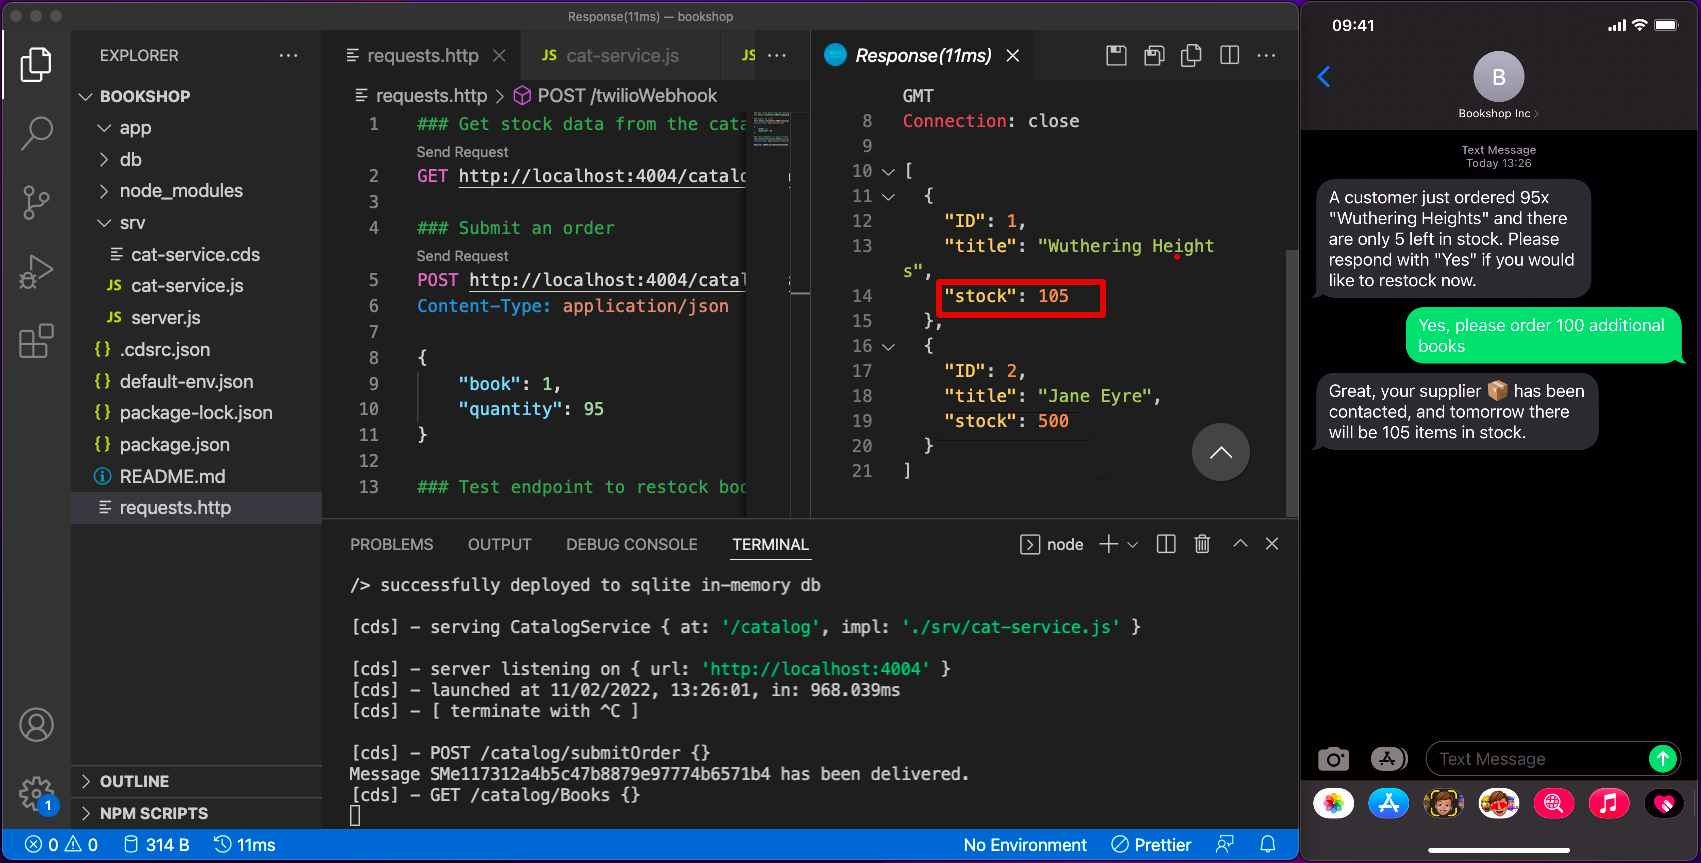 Response(11ms) — bookshop
EXPLORER
BOOKSHOP
app
db
node_modules
srv
cat-service.cds
JS cat-service.js
JS server.js
{} .cdsrc.json
{} default-env.json
{} package-lock.json
{} package.json
README.md
requests.http
OUTLINE
NPM SCRIPTS
1
requests.http
JS cat-service.js
JS
requests.http > POST /twilioWebhook
1 ### Get stock data from the cata
Send Request
2 GET http://localhost:4004/catalo
3
4 ### Submit an order
Send Request
5 POST http://localhost:4004/catal
6 Content-Type: application/json
7
8 {
9 "book": 1,
10 "quantity": 95
11 }
12
13 ### Test endpoint to restock boo
Response(11ms)
GMT
8 Connection: close
9
10 [
11 {
12 "ID": 1,
13 "title": "Wuthering Height
s",
14 "stock": 105
15 },
16 {
17 "ID": 2,
18 "title": "Jane Eyre",
19 "stock": 500
20 }
21 ]
PROBLEMS OUTPUT DEBUG CONSOLE TERMINAL
node
/> successfully deployed to sqlite in-memory db
[cds] - serving CatalogService { at: '/catalog', impl: './srv/cat-service.js' }
[cds] - server listening on { url: 'http://localhost:4004' }
[cds] - launched at 11/02/2022, 13:26:01, in: 968.039ms
[cds] - [ terminate with ^C ]
[cds] - POST /catalog/submitOrder {}
Message SMe117312a4b5c47b8879e97774b6571b4 has been delivered.
[cds] - GET /catalog/Books {}
0 0 314 B 11ms
No Environment Prettier
09:41
B
Bookshop Inc
Text Message
Today 13:26
A customer just ordered 95x
"Wuthering Heights" and there
are only 5 left in stock. Please
respond with "Yes" if you would
like to restock now.
Yes, please order 100 additional
books
Great, your supplier 📦 has been
contacted, and tomorrow there
will be 105 items in stock.
Text Message